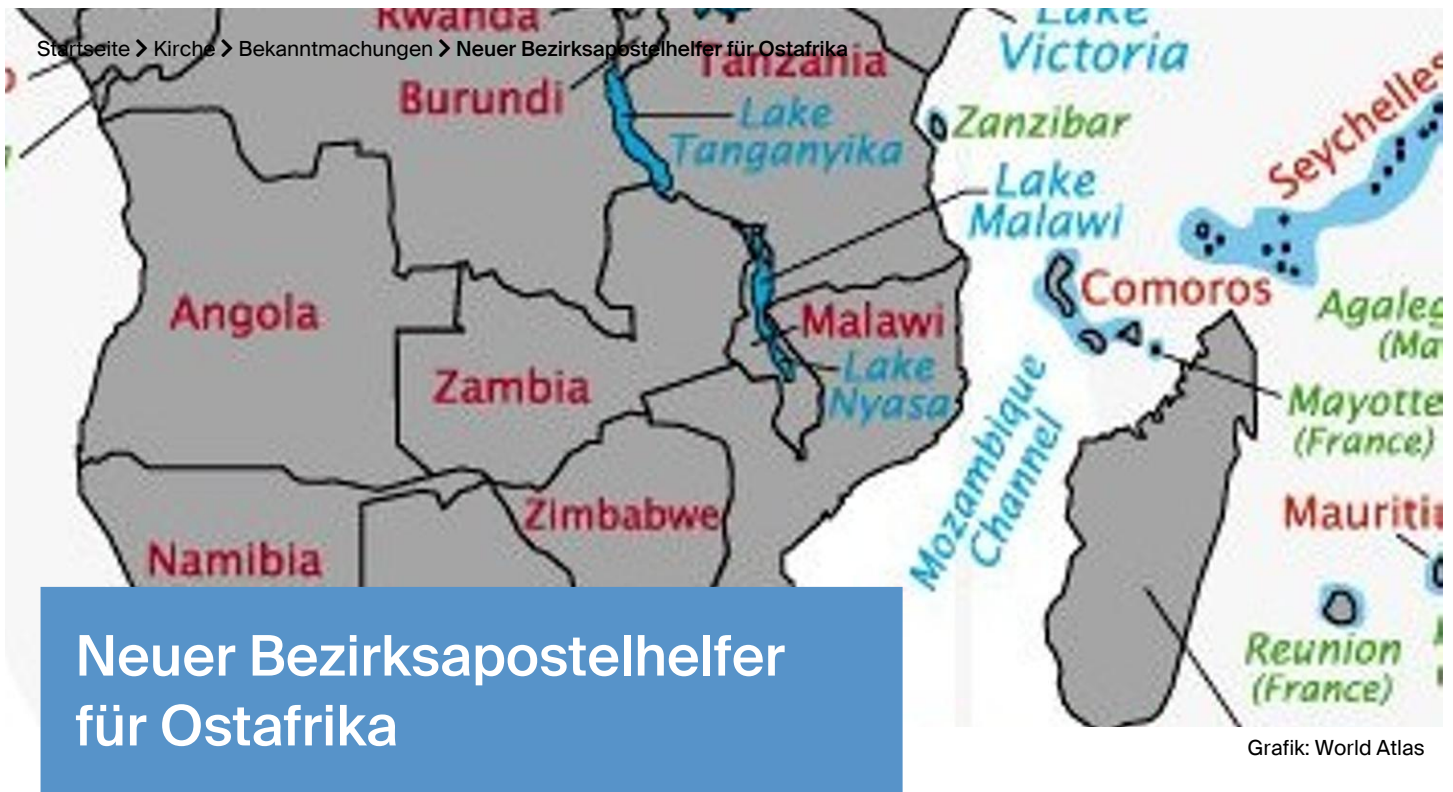 Rwanda
Lake
Victoria
Startseite > Kirche > Bekanntmachungen > Neuer Bezirksapostelhelfer für Ostafrika
Tanzania
Burundi
Lake
Tanganyika
Zanzibar
Seychelles
Lake
Malawi
Comoros
Angola
Malawi
Lake
Nyasa
Zambia
Mayotte
(France)
Mozambique
Channel
Zimbabwe
Namibia
Reunion
(France)
Neuer Bezirksapostelhelfer
für Ostafrika
Grafik: World Atlas